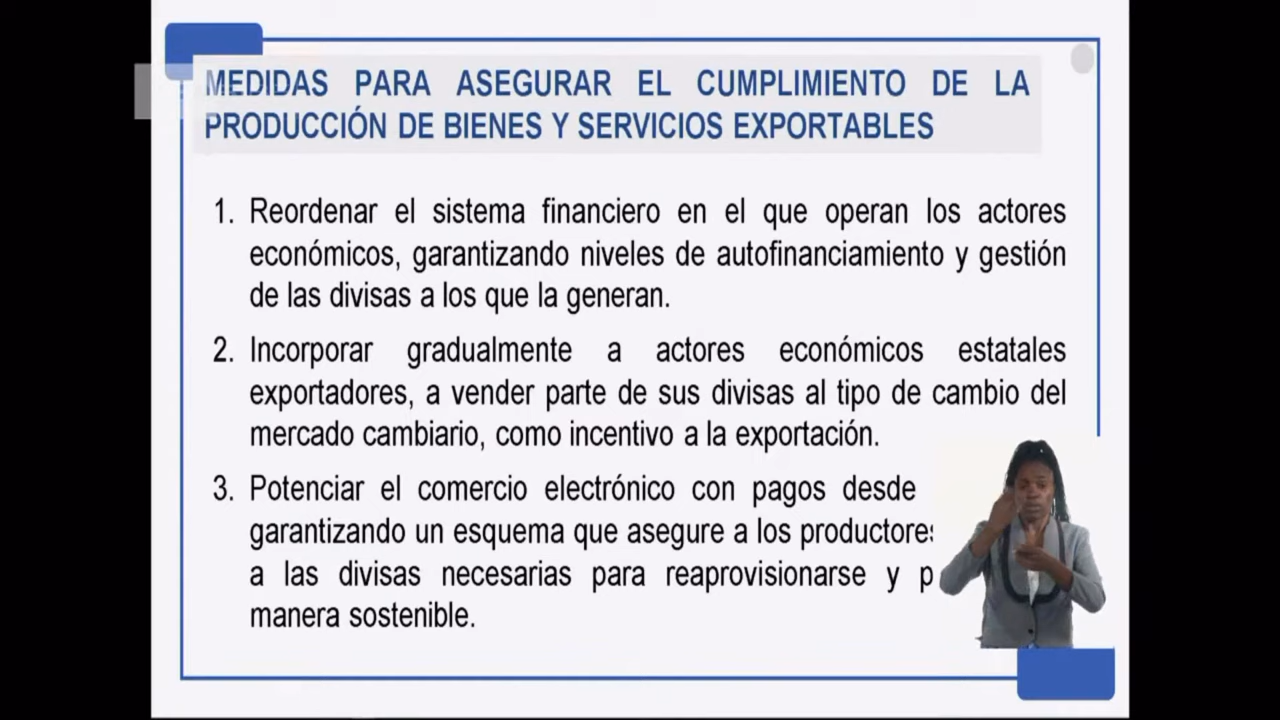 MEDIDAS PARA ASEGURAR EL CUMPLIMIENTO DE LA
PRODUCCIÓN DE BIENES Y SERVICIOS EXPORTABLES
1. Reordenar el sistema financiero en el que operan los actores
económicos, garantizando niveles de autofinanciamiento y gestión
de las divisas a los que la generan.
2. Incorporar gradualmente a actores económicos estatales
exportadores, a vender parte de sus divisas al tipo de cambio del
mercado cambiario, como incentivo a la exportación.
3. Potenciar el comercio electrónico con pagos desde
garantizando un esquema que asegure a los productores
a las divisas necesarias para reaprovisionarse y
manera sostenible.